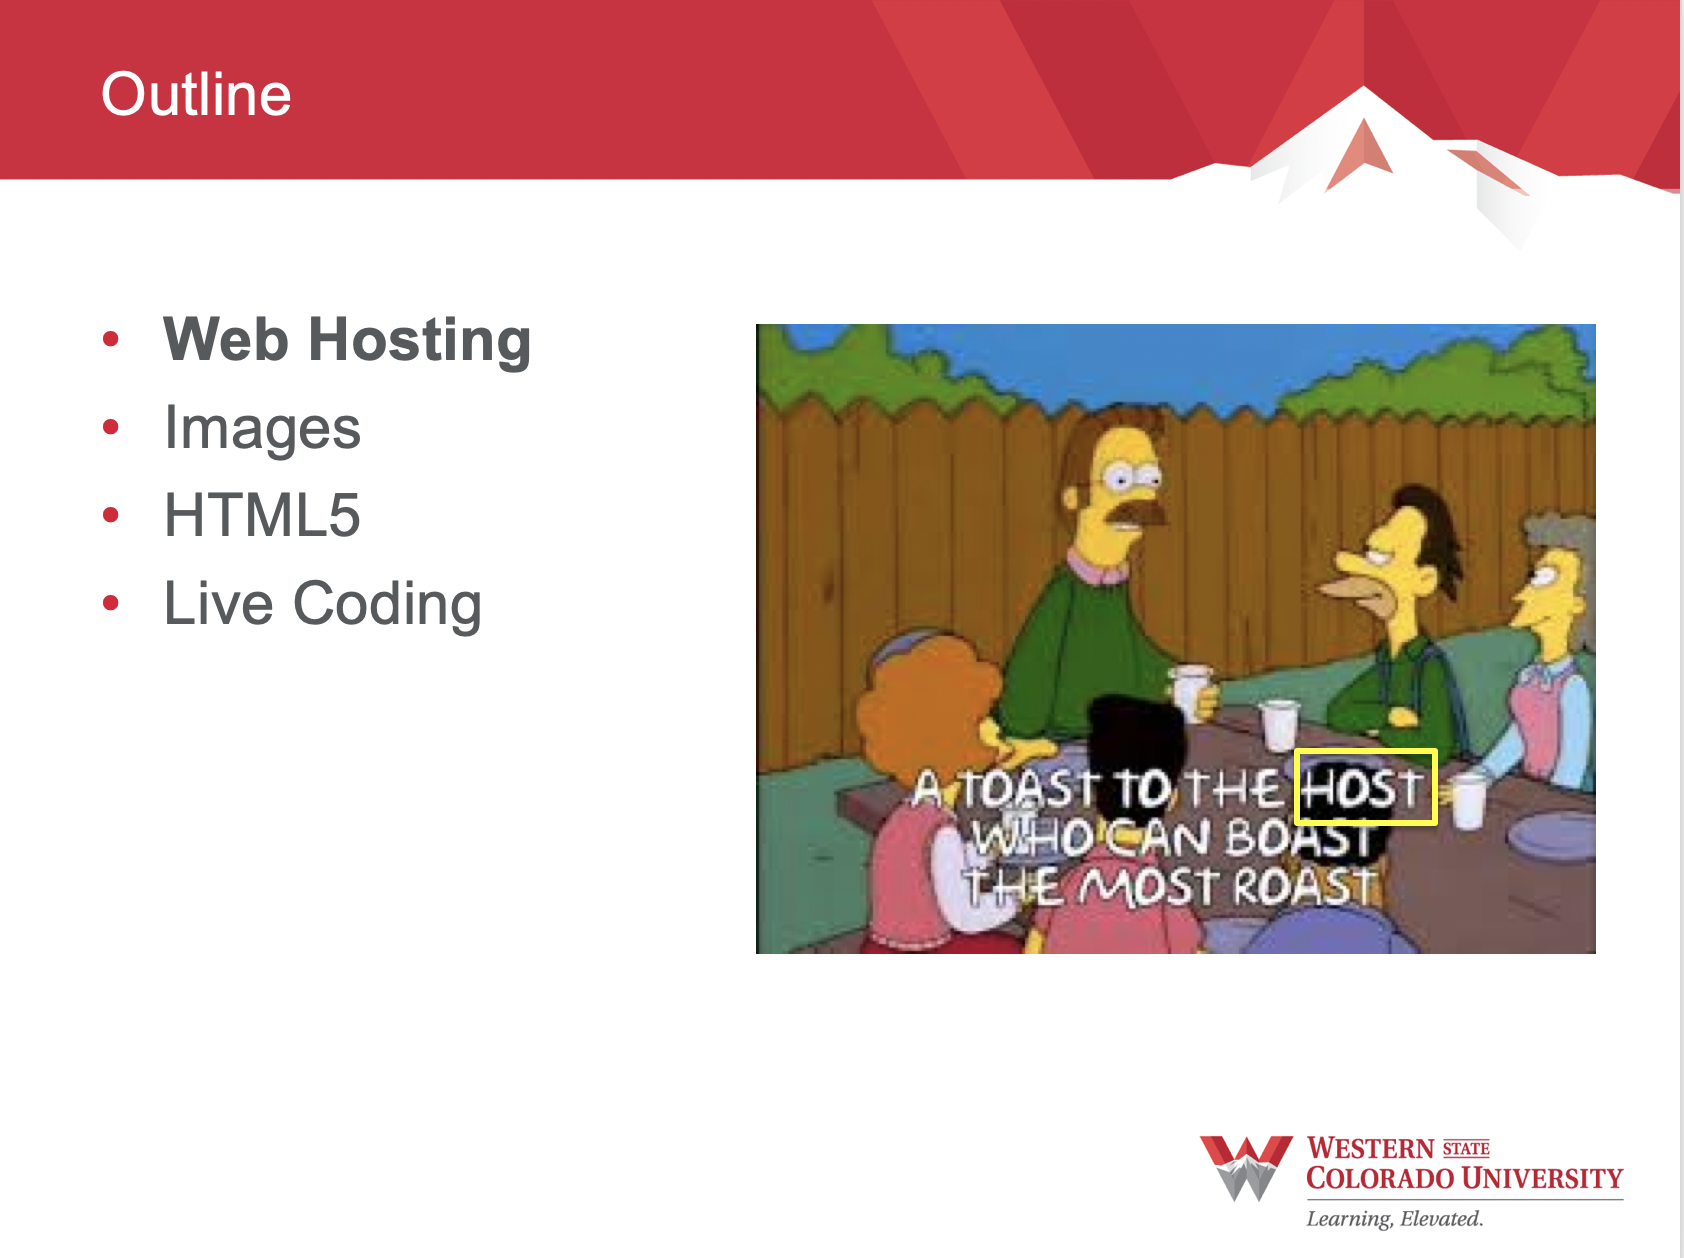 Outline
• Web Hosting
• Images
• HTML5
• Live Coding
A TOAST TO THE HOST
WHO CAN BOAST
THE MOST ROAST
WESTERN STATE
COLORADO UNIVERSITY
Learning, Elevated.